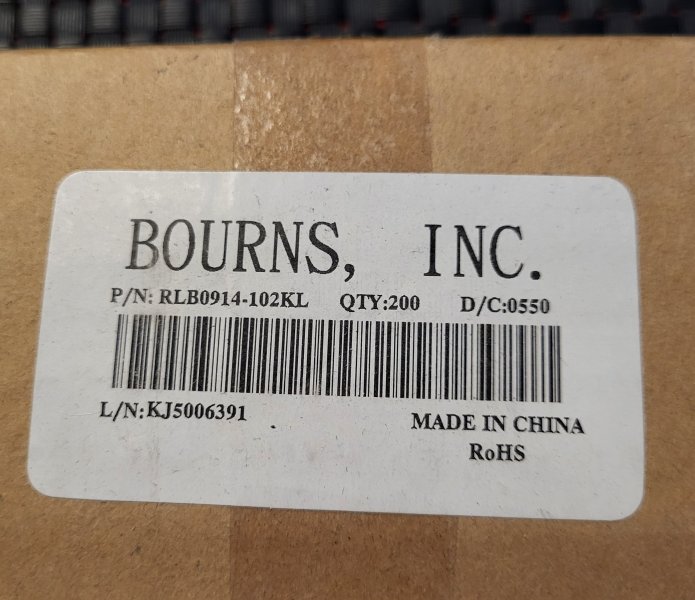 BOURNS, INC.
P/N: RLB0914-102KL QTY:200 D/C:0550
L/N:KJ5006391
MADE IN CHINA
RoHS